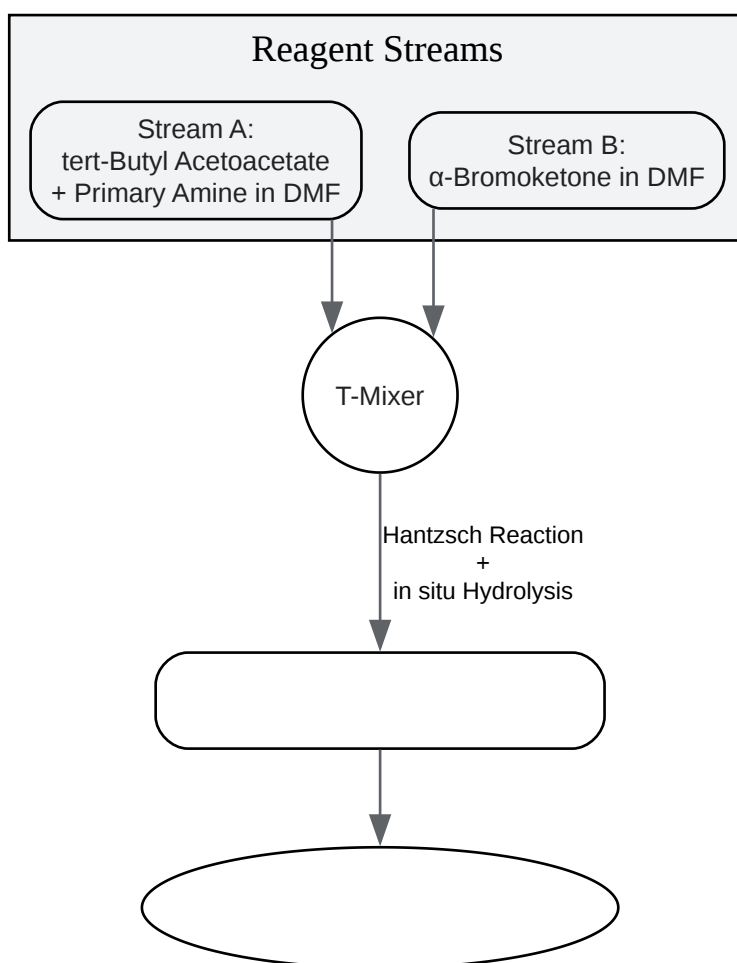 Reagent Streams
Stream A:
tert-Butyl Acetoacetate
+ Primary Amine in DMF
Stream B:
α-Bromoketone in DMF
T-Mixer
Hantzsch Reaction
+
in situ Hydrolysis